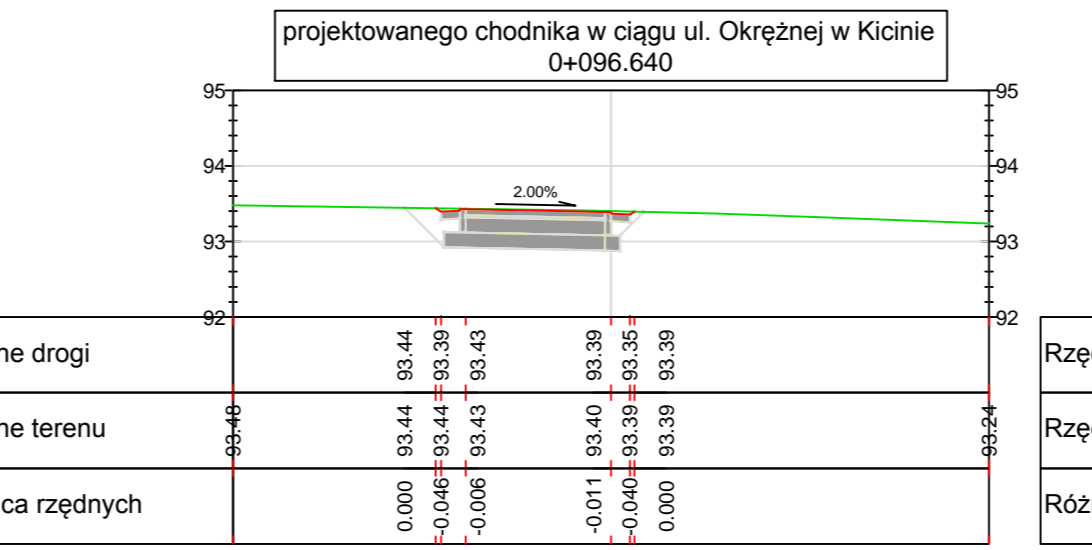 projektowanego chodnika w ciągu ul. Okrężnej w Kicinie
0+096.640
95 95
94 94
2.00%
93 93
92 92
ne drogi 93.44 93.39 93.43 93.39 93.35 93.39 Rzę
ne terenu 93.48 93.44 93.44 93.43 93.40 93.39 93.39 93.24 Rzę
ca rzędnych 0.000 -0.046 -0.006 -0.011 -0.040 0.000 Róż